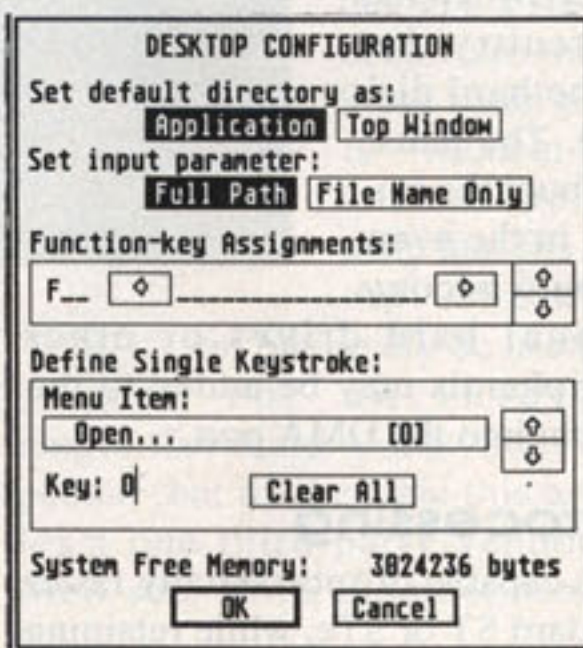 DESKTOP CONFIGURATION
Set default directory as:
Application Top Window
Set input parameter:
Full Path File Name Only
Function-key Assignments:
F__ ◇ __________________ ◇ ⇧
⇩
Define Single Keystroke:
Menu Item:
Open... [O] ⇧
⇩
Key: O Clear All
System Free Memory: 3024236 bytes
OK Cancel